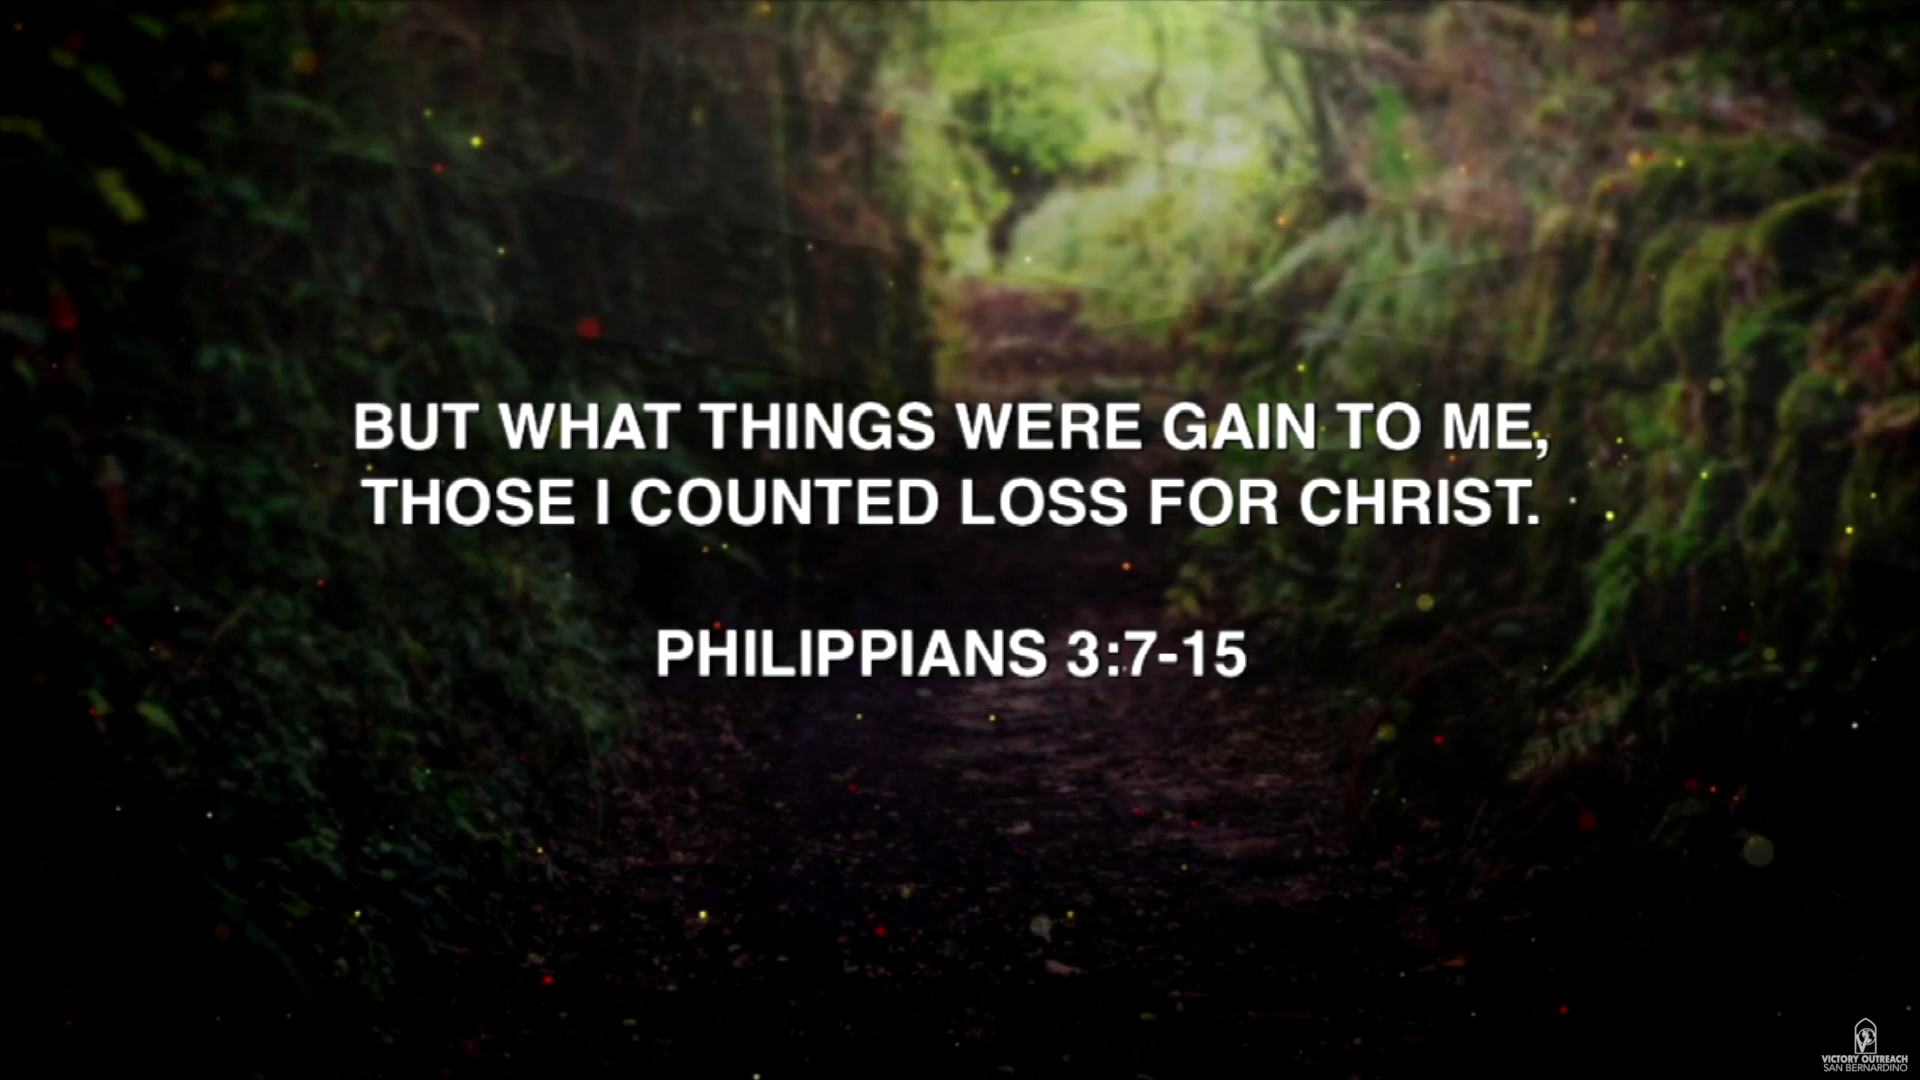 BUT WHAT THINGS WERE GAIN TO ME,
THOSE I COUNTED LOSS FOR CHRIST.
PHILIPPIANS 3:7-15
VICTORY OUTREACH
SAN BERNARDINO